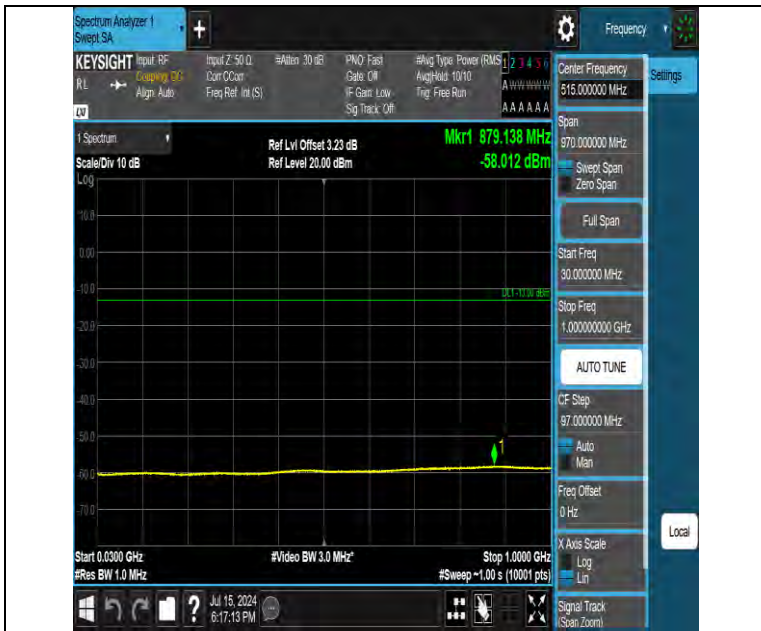 Spectrum Analyzer 1
Swept SA
+
Frequency
KEYSIGHT
RL
Input: RF
Coupling: DC
Align: Auto
Input Z: 50 Ω
Corr CCorr
Freq Ref: Int (S)
#Atten: 30 dB
PNO: Fast
Gate: Off
IF Gain: Low
Sig Track: Off
#Avg Type: Power (RMS
Avg|Hold: 10/10
Trig: Free Run
1 2 3 4 5 6
A W W W W W
A A A A A A
LXI
1 Spectrum
Scale/Div 10 dB
Log
Ref Lvl Offset 3.23 dB
Ref Level 20.00 dBm
Mkr1 879.138 MHz
-58.012 dBm
10.0
0.00
-10.0
-20.0
-30.0
-40.0
-50.0
-60.0
-70.0
1
Start 0.0300 GHz
#Res BW 1.0 MHz
#Video BW 3.0 MHz*
Stop 1.0000 GHz
#Sweep ~1.00 s (10001 pts)
Jul 15, 2024
6:17:13 PM
Center Frequency
515.000000 MHz
Settings
Span
970.000000 MHz
Swept Span
Zero Span
Full Span
Start Freq
30.000000 MHz
Stop Freq
1.000000000 GHz
AUTO TUNE
CF Step
97.000000 MHz
Auto
Man
Freq Offset
0 Hz
X Axis Scale
Log
Lin
Local
Signal Track
(Span Zoom)